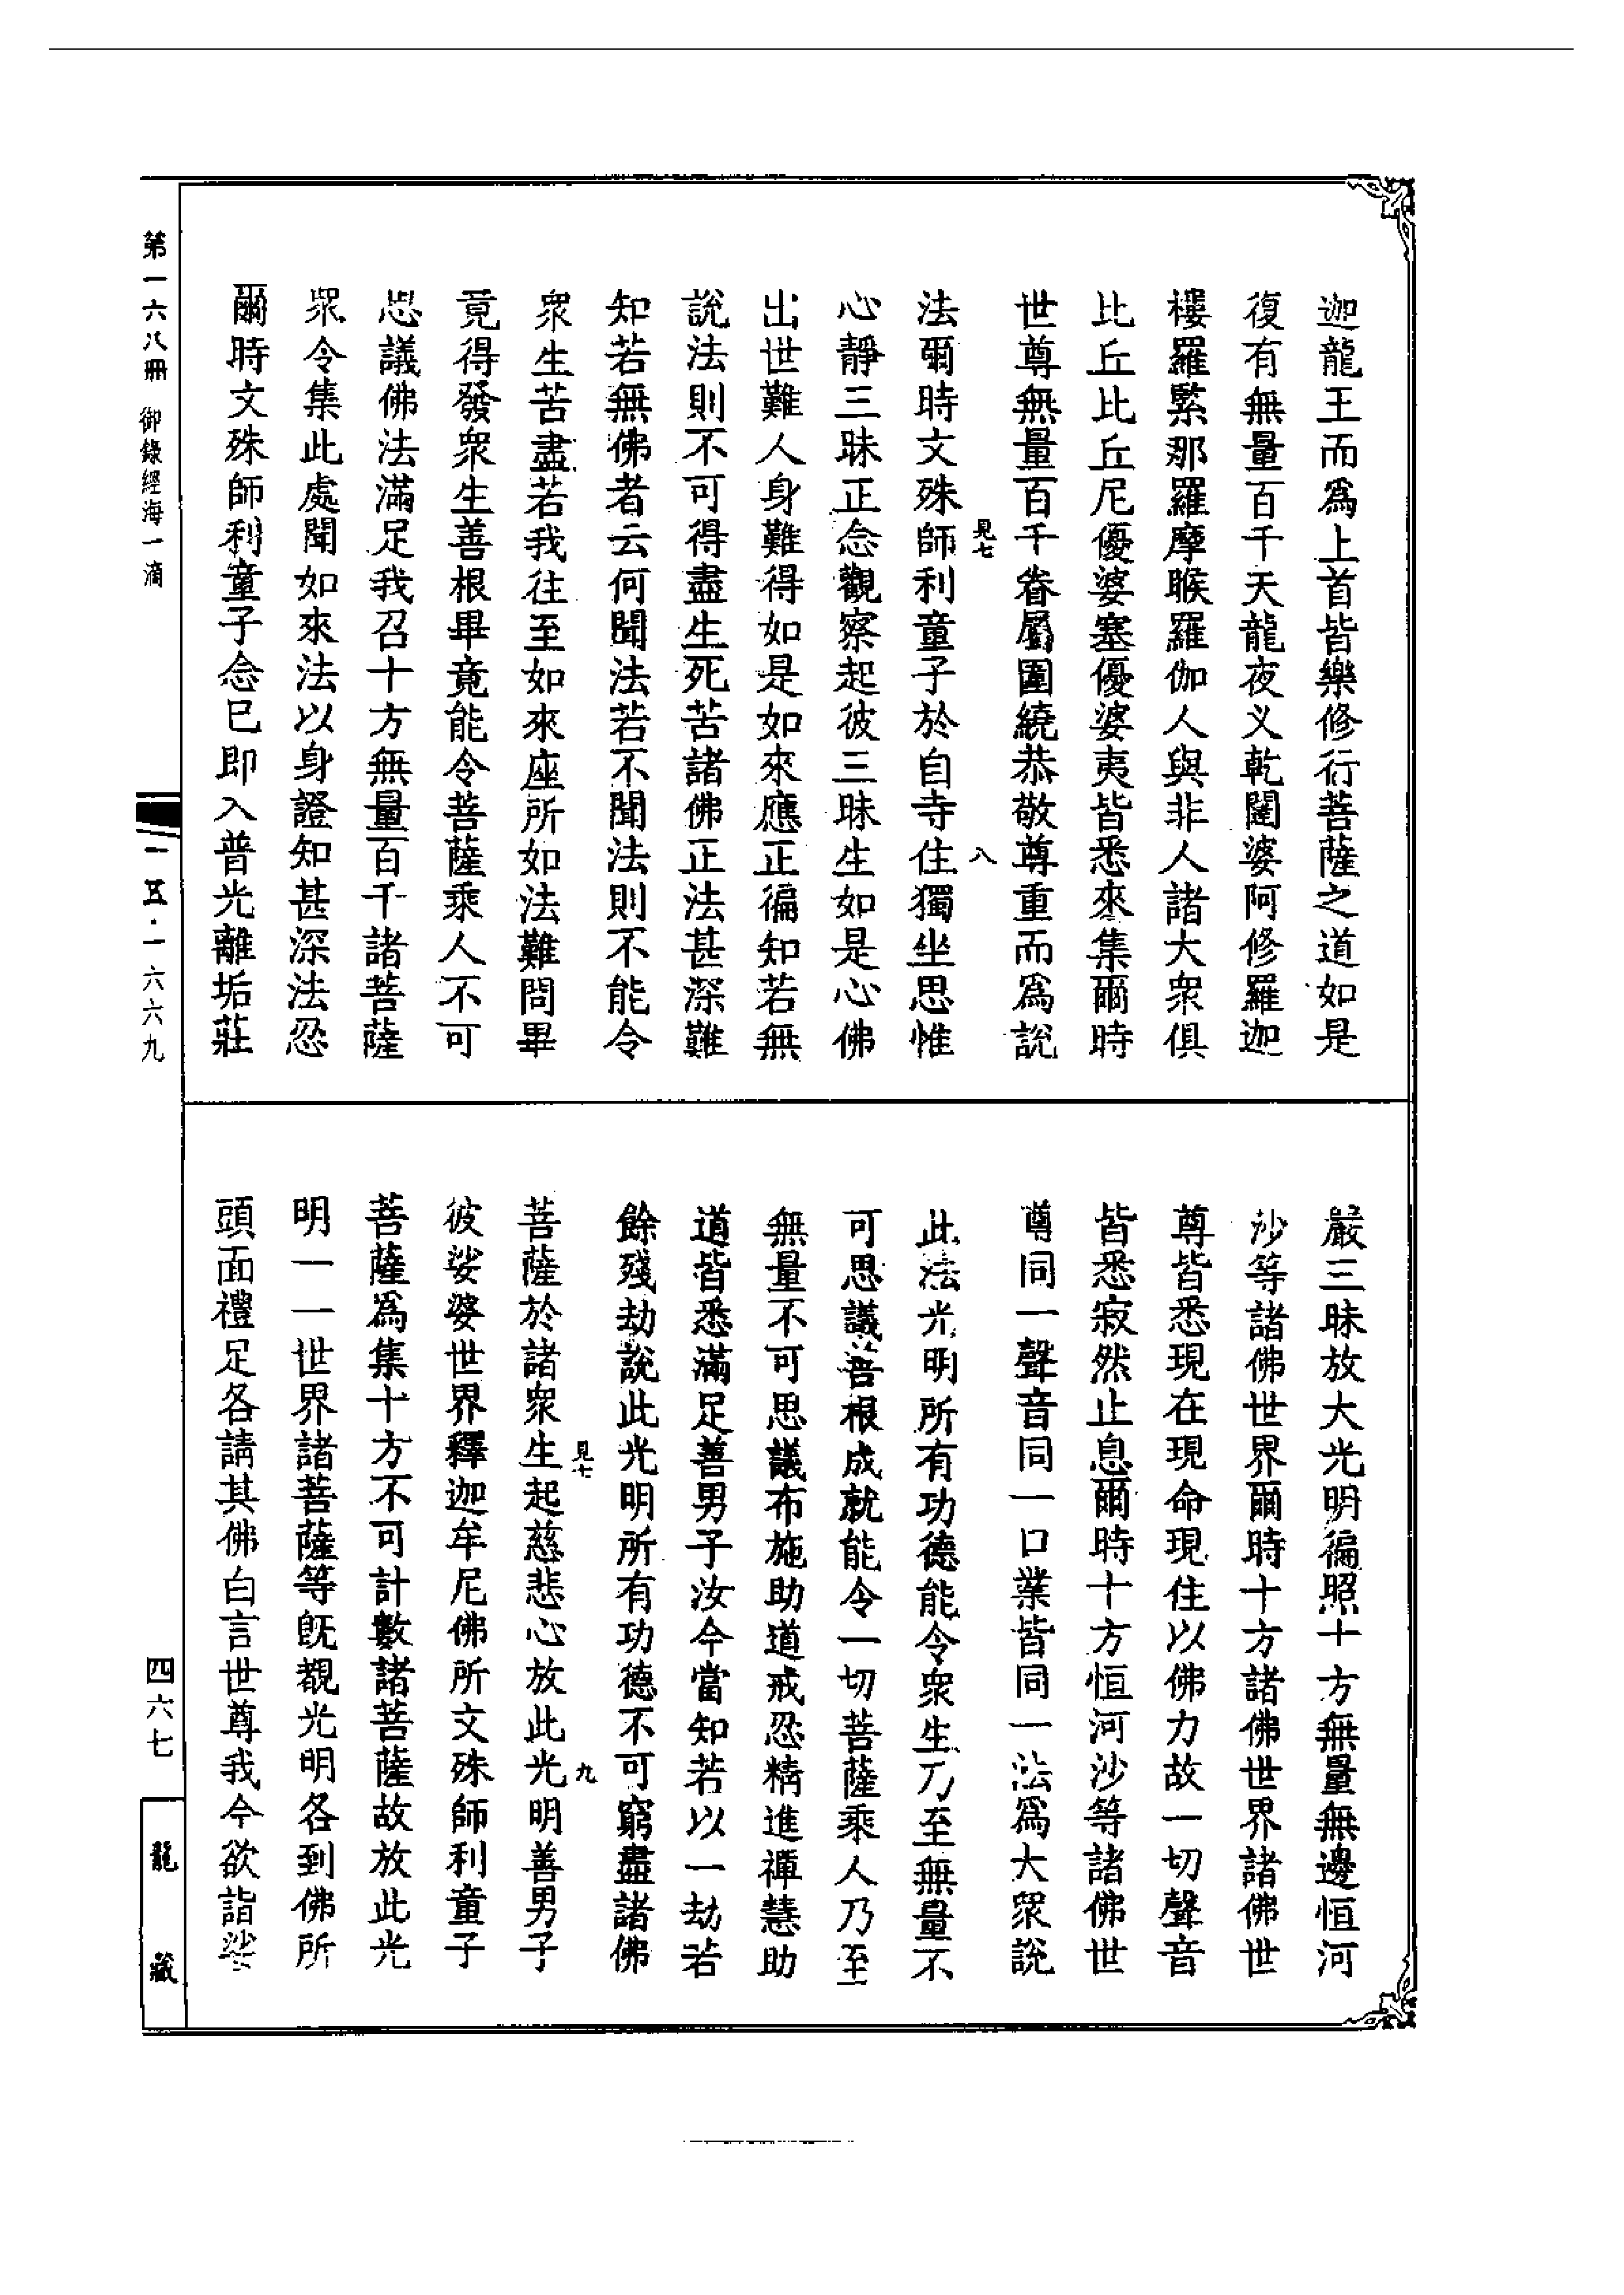 迦龍王而爲上首皆樂修行菩薩之道如是
復有無量百千天龍夜义乾闥婆阿修羅迦
樓羅緊那羅摩睺羅伽人與非人諸大衆俱
比丘比丘尼優婆塞優婆夷皆悉來集爾時
世尊無量百千眷屬圍繞恭敬尊重而爲說
見七 八
法爾時文殊師利童子於自寺住獨坐思惟
心靜三昧正念觀察起彼三昧生如是心佛
出世難人身難得如是如來應正徧知若無
說法則不可得盡生死苦諸佛正法甚深難
知若無佛者云何聞法若不聞法則不能令
衆生苦盡若我往至如來座所如法難問畢
竟得發衆生善根畢竟能令菩薩乘人不可
思議佛法滿足我召十方無量百千諸菩薩
衆令集此處聞如來法以身證知甚深法忍
爾時文殊師利童子念已即入普光離垢莊
嚴三昧放大光明徧照十方無量無邊恒河
沙等諸佛世界爾時十方諸佛世界諸佛世
尊皆悉現在現命現住以佛力故一切聲音
皆悉寂然止息爾時十方恒河沙等諸佛世
尊同一聲音同一口業皆同一法爲大衆說
此法光明所有功德能令衆生乃至無量不
可思議善根成就能令一切菩薩乘人乃至
無量不可思議布施助道戒忍精進禪慧助
道皆悉滿足善男子汝今當知若以一劫若
餘殘劫說此光明所有功德不可窮盡諸佛
見七 九
菩薩於諸衆生起慈悲心放此光明善男子
彼娑婆世界釋迦牟尼佛所文殊師利童子
菩薩爲集十方不可計數諸菩薩故放此光
明一一世界諸菩薩等既覩光明各到佛所
頭面禮足各請其佛白言世尊我今欲詣娑
第一六八冊 御錄經海一滴
一五·一六六九
四六七
龍藏